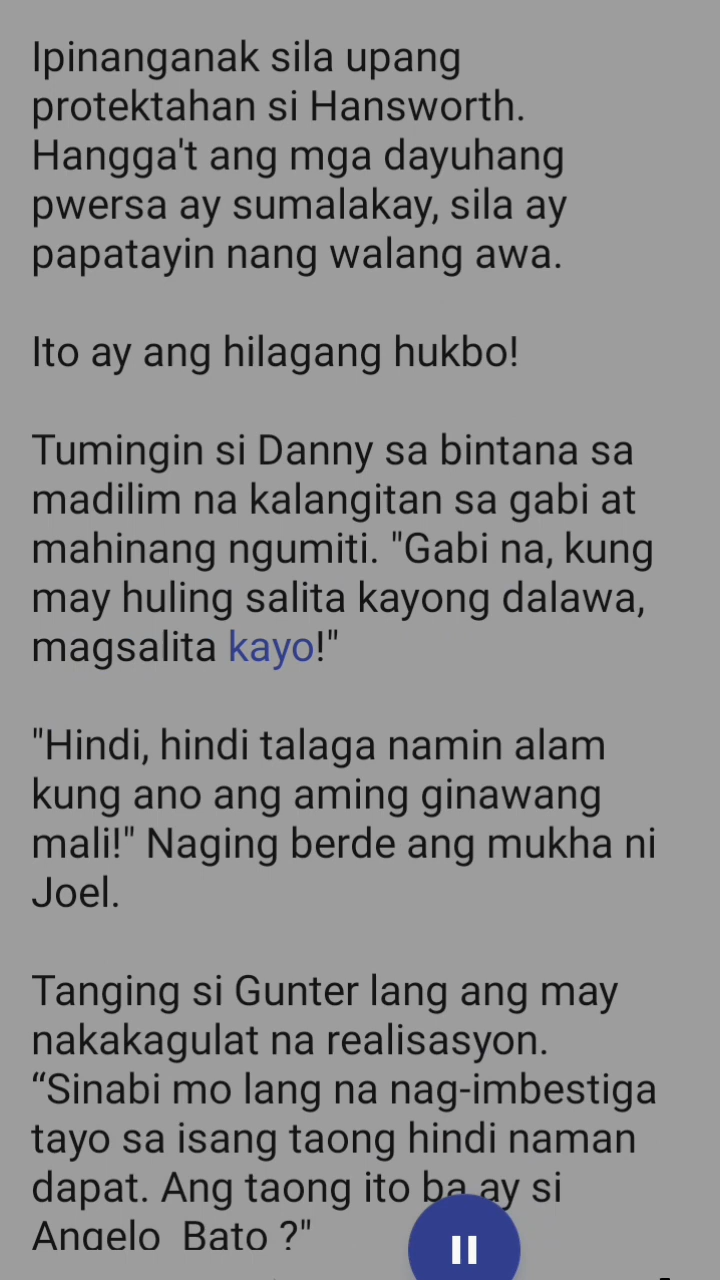 Ipinanganak sila upang
protektahan si Hansworth.
Hangga't ang mga dayuhang
pwersa ay sumalakay, sila ay
papatayin nang walang awa.
Ito ay ang hilagang hukbo!
Tumingin si Danny sa bintana sa
madilim na kalangitan sa gabi at
mahinang ngumiti. "Gabi na, kung
may huling salita kayong dalawa,
magsalita kayo!"
"Hindi, hindi talaga namin alam
kung ano ang aming ginawang
mali!" Naging berde ang mukha ni
Joel.
Tanging si Gunter lang ang may
nakakagulat na realisasyon.
“Sinabi mo lang na nag-imbestiga
tayo sa isang taong hindi naman
dapat. Ang taong ito ba ay si
Angelo  Bato ?"